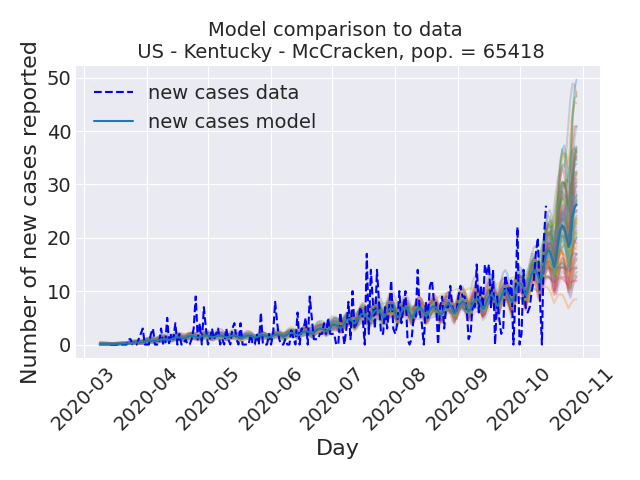 Model comparison to data
US - Kentucky - McCracken, pop. = 65418
Number of new cases reported
50
40
30
20
10
0
new cases data
new cases model
2020-03
2020-04
2020-05
2020-06
2020-07
2020-08
2020-09
2020-10
2020-11
Day